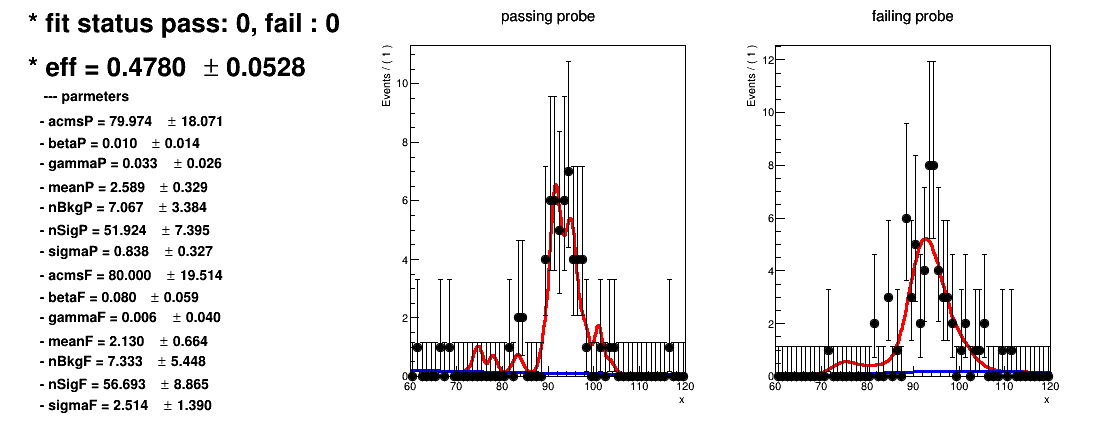 * fit status pass: 0, fail : 0
* eff = 0.4780 ± 0.0528
--- parmeters
- acmsP = 79.974 ± 18.071
- betaP = 0.010 ± 0.014
- gammaP = 0.033 ± 0.026
- meanP = 2.589 ± 0.329
- nBkgP = 7.067 ± 3.384
- nSigP = 51.924 ± 7.395
- sigmaP = 0.838 ± 0.327
- acmsF = 80.000 ± 19.514
- betaF = 0.080 ± 0.059
- gammaF = 0.006 ± 0.040
- meanF = 2.130 ± 0.664
- nBkgF = 7.333 ± 5.448
- nSigF = 56.693 ± 8.865
- sigmaF = 2.514 ± 1.390
passing probe
Events / ( 1 )
10
8
6
4
2
0
60 70 80 90 100 110 120
x
failing probe
Events / ( 1 )
12
10
8
6
4
2
0
60 70 80 90 100 110 120
x